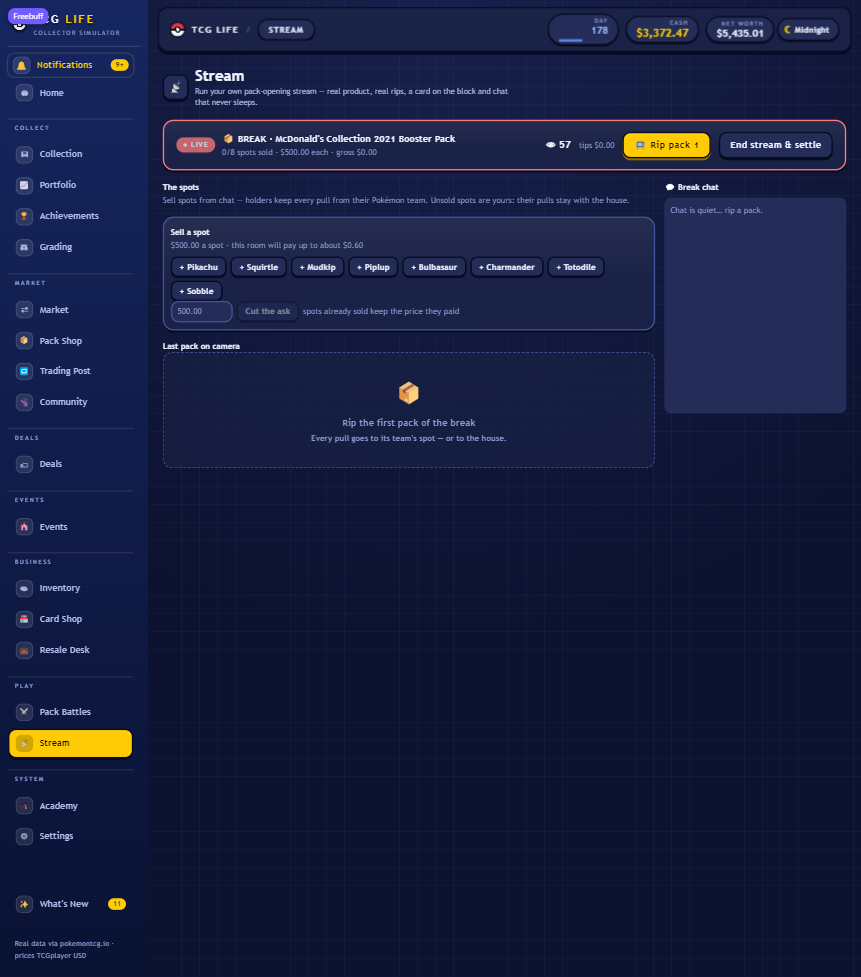 Freebuff
TCG LIFE
COLLECTOR SIMULATOR
Notifications 9+
Home
COLLECT
Collection
Portfolio
Achievements
Grading
MARKET
Market
Pack Shop
Trading Post
Community
DEALS
Deals
EVENTS
Events
BUSINESS
Inventory
Card Shop
Resale Desk
PLAY
Pack Battles
Stream
SYSTEM
Academy
Settings
What's New 11
Real data via pokemontcg.io ·
prices TCGplayer USD
TCG LIFE / STREAM
DAY
178
CASH
$3,372.47
NET WORTH
$5,435.01
Midnight
Stream
Run your own pack-opening stream — real product, real rips, a card on the block and chat
that never sleeps.
● LIVE
BREAK · McDonald's Collection 2021 Booster Pack
0/8 spots sold · $500.00 each · gross $0.00
57 tips $0.00
Rip pack 1
End stream & settle
The spots
Sell spots from chat — holders keep every pull from their Pokémon team. Unsold spots are yours: their pulls stay with the house.
Sell a spot
$500.00 a spot · this room will pay up to about $0.60
+ Pikachu + Squirtle + Mudkip + Piplup + Bulbasaur + Charmander + Totodile
+ Sobble
500.00 Cut the ask spots already sold keep the price they paid
Last pack on camera
Rip the first pack of the break
Every pull goes to its team's spot — or to the house.
Break chat
Chat is quiet… rip a pack.